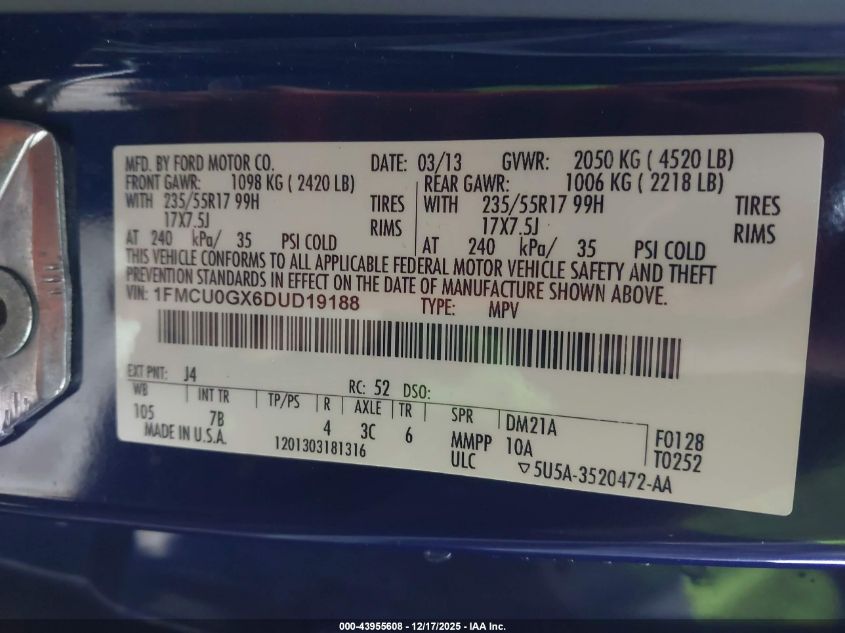 MFD. BY FORD MOTOR CO. DATE: 03/13 GVWR: 2050 KG ( 4520 LB)
FRONT GAWR: 1098 KG ( 2420 LB) REAR GAWR: 1006 KG ( 2218 LB)
WITH 235/55R17 99H TIRES WITH 235/55R17 99H TIRES
17X7.5J RIMS 17X7.5J RIMS
AT 240 kPa/ 35 PSI COLD AT 240 kPa/ 35 PSI COLD
THIS VEHICLE CONFORMS TO ALL APPLICABLE FEDERAL MOTOR VEHICLE SAFETY AND THEFT
PREVENTION STANDARDS IN EFFECT ON THE DATE OF MANUFACTURE SHOWN ABOVE.
VIN: 1FMCU0GX6DUD19188 TYPE: MPV
EXT PNT: J4 RC: 52 DSO:
WB INT TR TP/PS R AXLE TR SPR DM21A F0128
105 7B 4 3C 6 MMPP 10A T0252
MADE IN U.S.A. 1201303181316 ULC ▽5U5A-3520472-AA
000-43955608 - 12/17/2025 - IAA Inc.